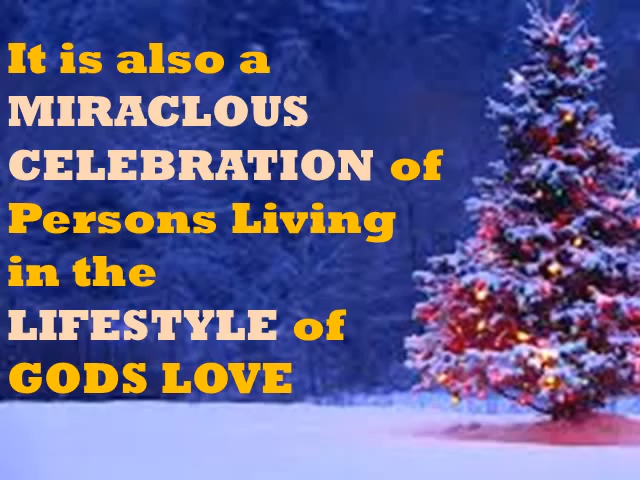 It is also a
MIRACLOUS
CELEBRATION of
Persons Living
in the
LIFESTYLE of
GODS LOVE